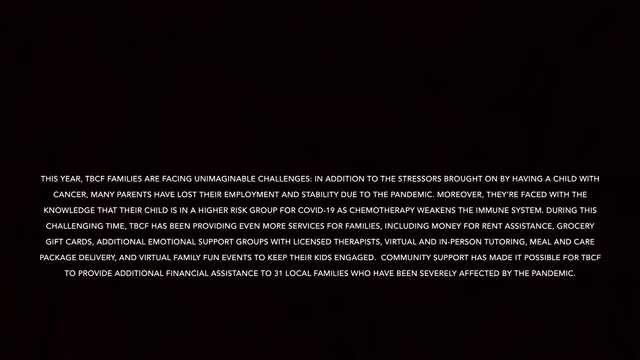 THIS YEAR, TBCF FAMILIES ARE FACING UNIMAGINABLE CHALLENGES: IN ADDITION TO THE STRESSORS BROUGHT ON BY HAVING A CHILD WITH
CANCER, MANY PARENTS HAVE LOST THEIR EMPLOYMENT AND STABILITY DUE TO THE PANDEMIC. MOREOVER, THEY'RE FACED WITH THE
KNOWLEDGE THAT THEIR CHILD IS IN A HIGHER RISK GROUP FOR COVID-19 AS CHEMOTHERAPY WEAKENS THE IMMUNE SYSTEM. DURING THIS
CHALLENGING TIME, TBCF HAS BEEN PROVIDING EVEN MORE SERVICES FOR FAMILIES, INCLUDING MONEY FOR RENT ASSISTANCE, GROCERY
GIFT CARDS, ADDITIONAL EMOTIONAL SUPPORT GROUPS WITH LICENSED THERAPISTS, VIRTUAL AND IN-PERSON TUTORING, MEAL AND CARE
PACKAGE DELIVERY, AND VIRTUAL FAMILY FUN EVENTS TO KEEP THEIR KIDS ENGAGED.  COMMUNITY SUPPORT HAS MADE IT POSSIBLE FOR TBCF
TO PROVIDE ADDITIONAL FINANCIAL ASSISTANCE TO 31 LOCAL FAMILIES WHO HAVE BEEN SEVERELY AFFECTED BY THE PANDEMIC.